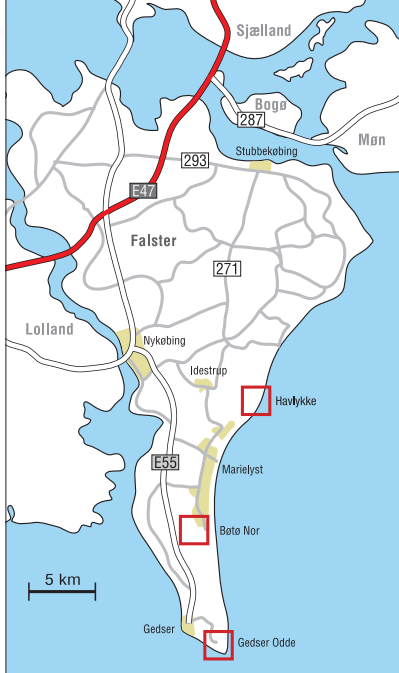 Sjælland
Bogø
287
Møn
Stubbekøbing
293
E47
Falster
271
Lolland
Nykøbing
Idestrup
Havlykke
E55
Marielyst
Bøtø Nor
5 km
Gedser
Gedser Odde